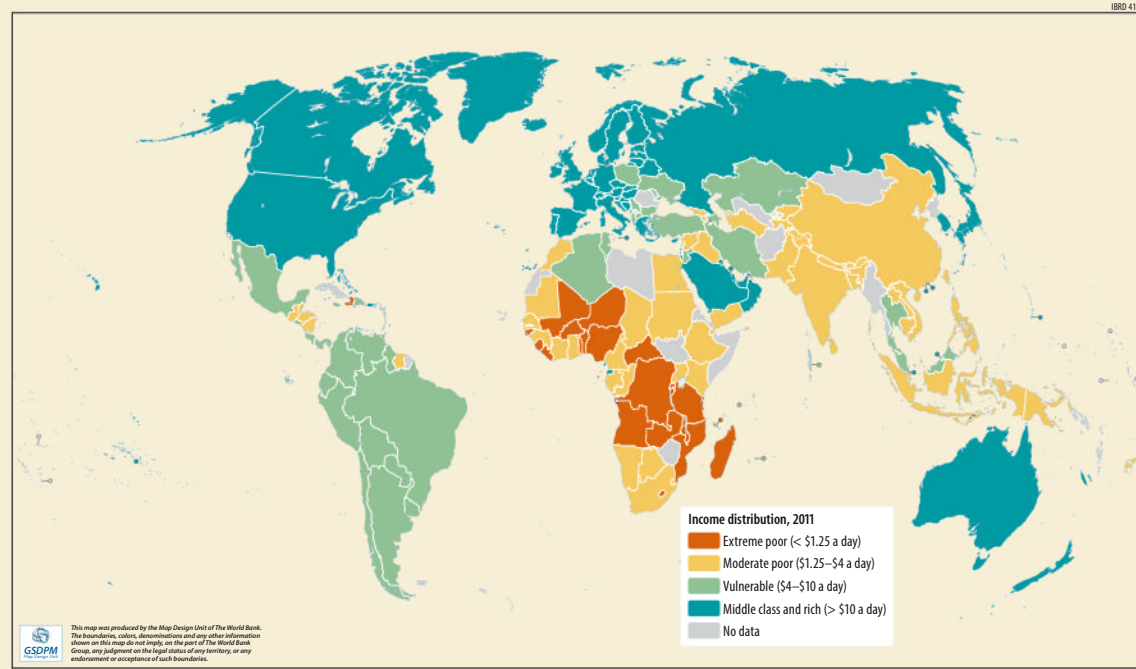 IBRD 41
Income distribution, 2011
Extreme poor (< $1.25 a day)
Moderate poor ($1.25–$4 a day)
Vulnerable ($4–$10 a day)
Middle class and rich (> $10 a day)
No data
GSDPM
Map Design Unit
This map was produced by the Map Design Unit of The World Bank.
The boundaries, colors, denominations and any other information
shown on this map do not imply, on the part of The World Bank
Group, any judgment on the legal status of any territory, or any
endorsement or acceptance of such boundaries.